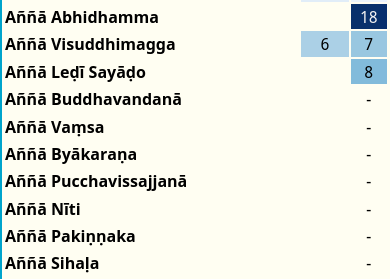 Aññā Abhidhamma 18
Aññā Visuddhimagga 6 7
Aññā Leḍī Sayāḍo 8
Aññā Buddhavandanā -
Aññā Vaṃsa -
Aññā Byākaraṇa -
Aññā Pucchavissajjanā -
Aññā Nīti -
Aññā Pakiṇṇaka -
Aññā Sihaḷa -